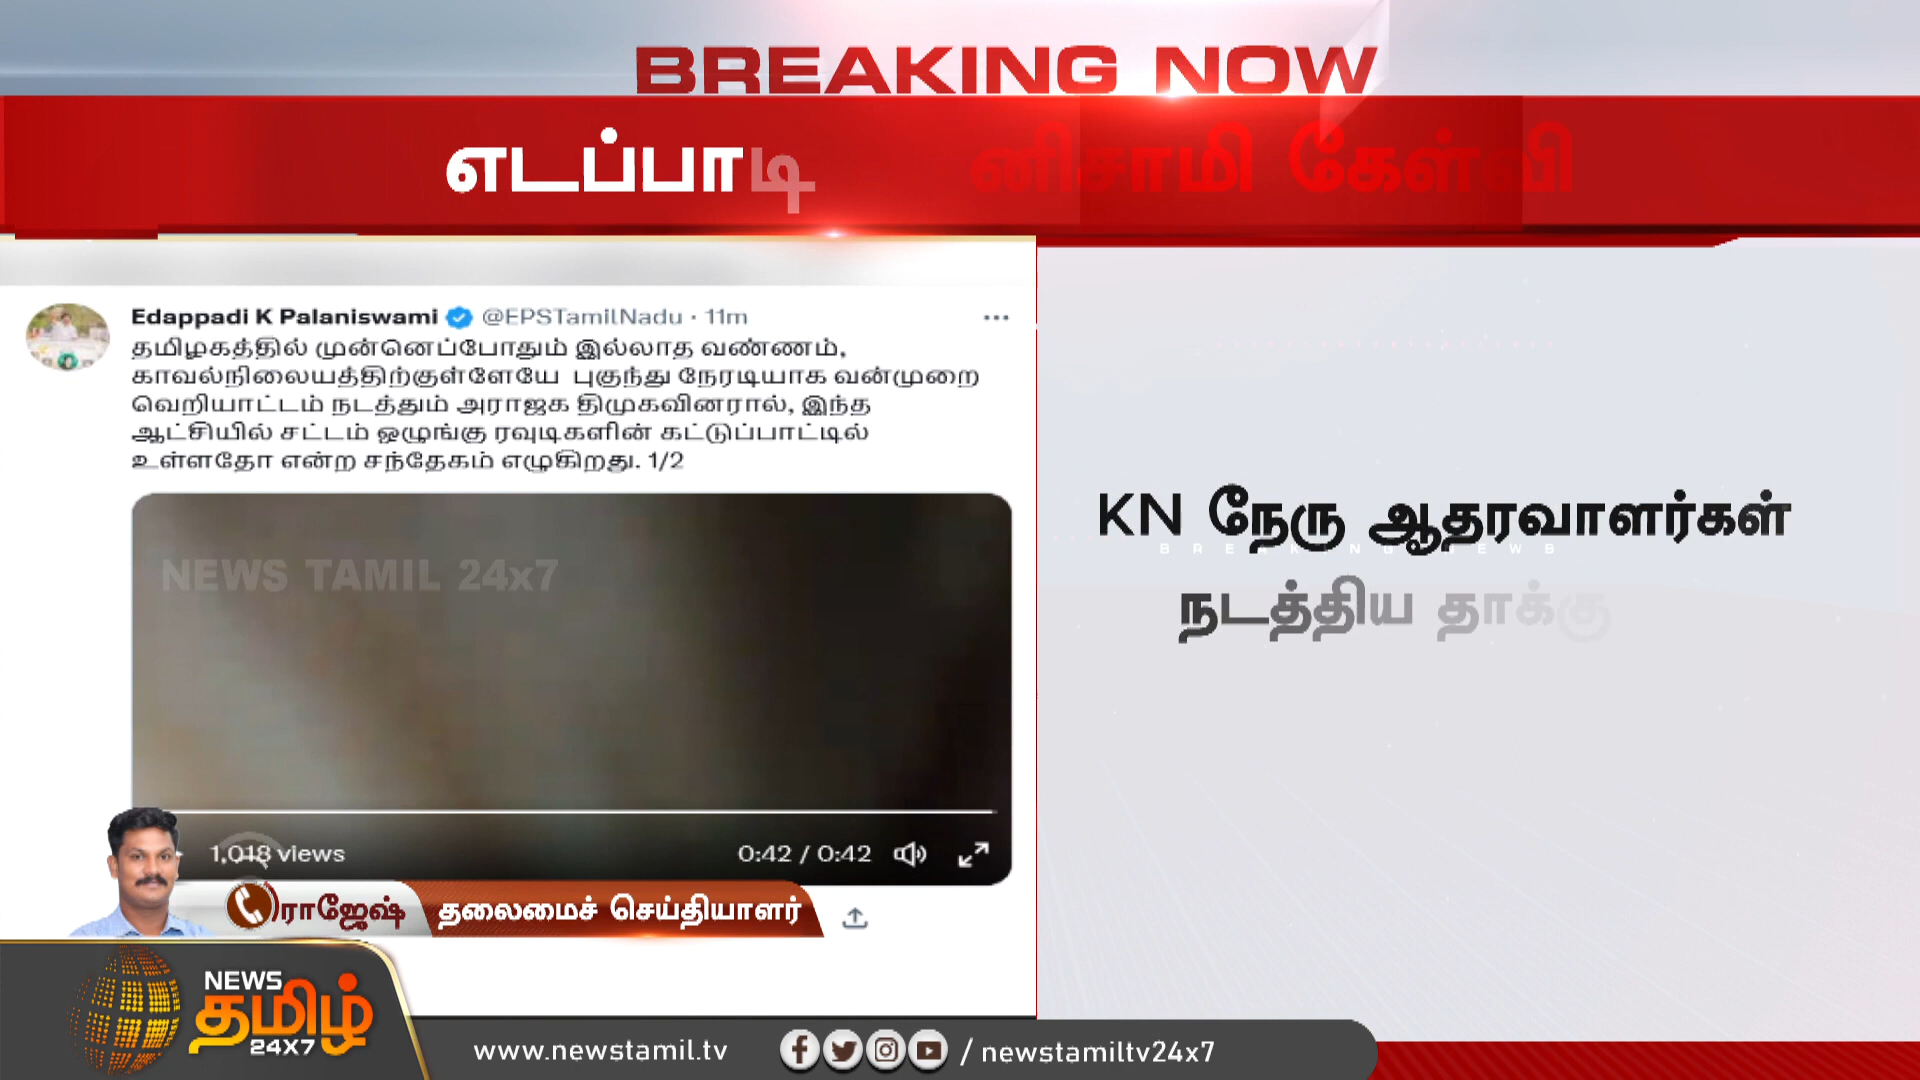 BREAKING NOW
எடப்பாடி னிசாமி கேள்வி
Edappadi K Palaniswami @EPSTamilNadu · 11m
தமிழகத்தில் முன்னெப்போதும் இல்லாத வண்ணம்,
காவல்நிலையத்திற்குள்ளேயே புகுந்து நேரடியாக வன்முறை
வெறியாட்டம் நடத்தும் அராஜக திமுகவினரால், இந்த
ஆட்சியில் சட்டம் ஒழுங்கு ரவுடிகளின் கட்டுப்பாட்டில்
உள்ளதோ என்ற சந்தேகம் எழுகிறது. 1/2
NEWS TAMIL 24x7
1,018 views
0:42 / 0:42
KN நேரு ஆதரவாளர்கள்
BREAKING NEWS
நடத்திய தாக்கு
ராஜேஷ் தலைமைச் செய்தியாளர்
NEWS
தமிழ்
24X7
www.newstamil.tv / newstamiltv24x7